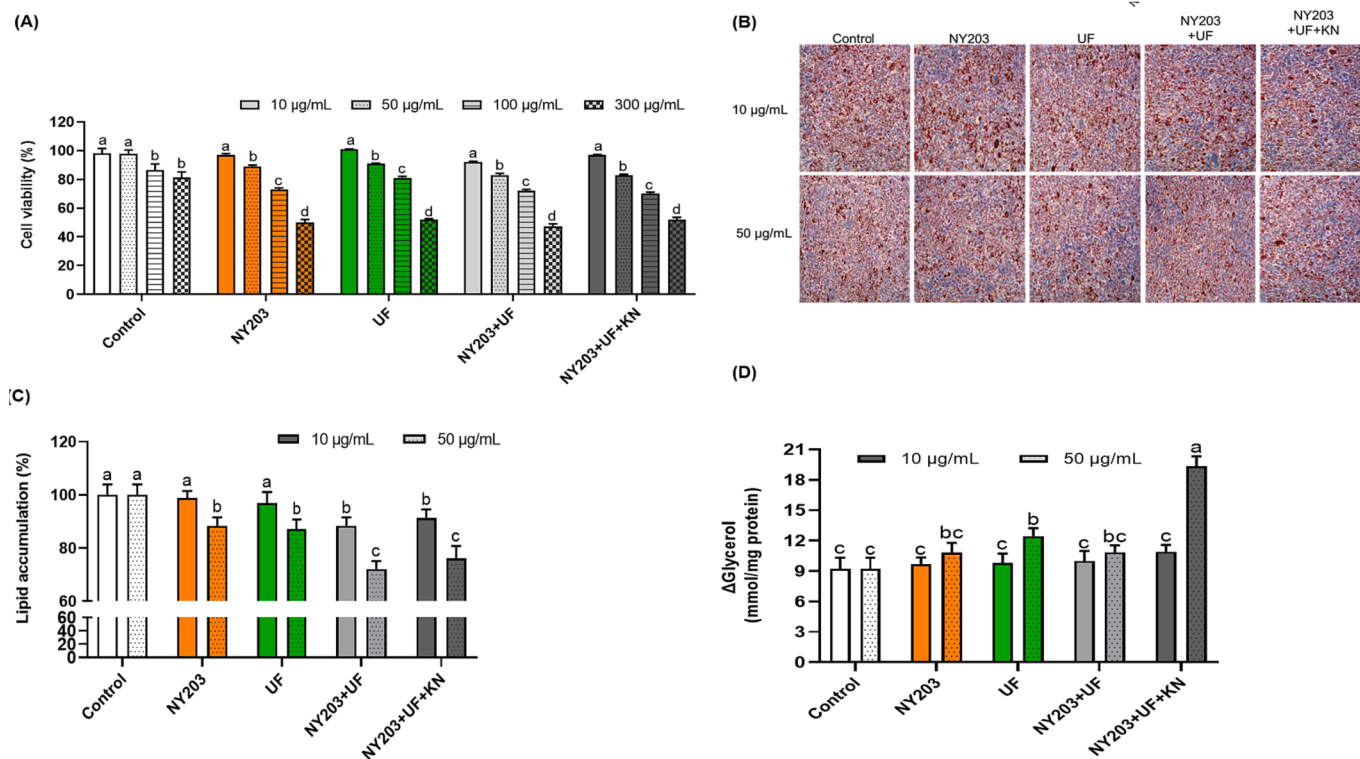 (A)
10 µg/mL 50 µg/mL 100 µg/mL 300 µg/mL
120
100
80
60
40
20
0
Cell viability (%)
a a b b
a b c d
a b c d
a b c d
a b c d
Control
NY203
UF
NY203+UF
NY203+UF+KN
(B)
Control
NY203
UF
NY203
+UF
NY203
+UF+KN
10 µg/mL
50 µg/mL
(C)
10 µg/mL 50 µg/mL
120
100
80
60
60
40
20
0
Lipid accumulation (%)
a a
a b
a b
b c
b c
Control
NY203
UF
NY203+UF
NY203+UF+KN
(D)
10 µg/mL 50 µg/mL
21
18
15
12
9
6
3
0
ΔGlycerol
(mmol/mg protein)
c c
c bc
c b
c bc
c a
Control
NY203
UF
NY203+UF
NY203+UF+KN